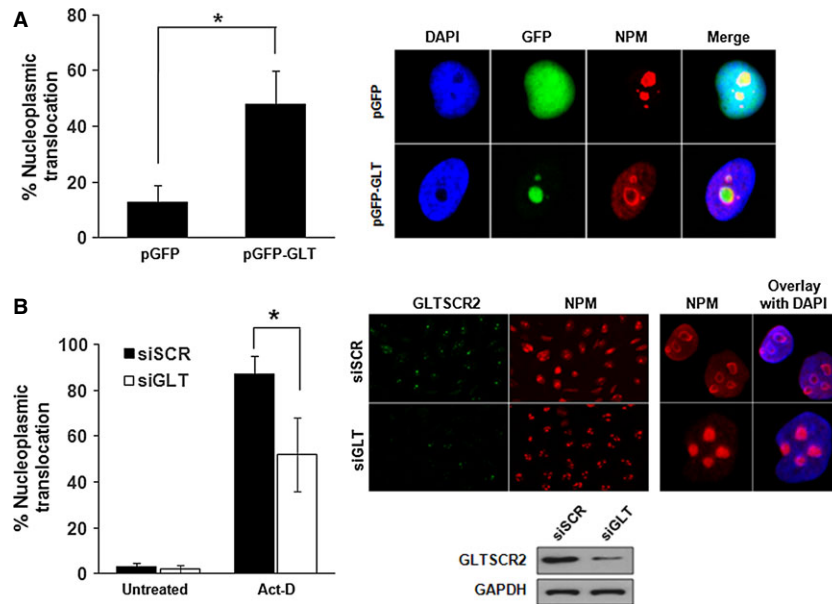 A
% Nucleoplasmic
translocation
80
60
40
20
0
*
pGFP
pGFP-GLT
DAPI
GFP
NPM
Merge
pGFP
pGFP-GLT
B
% Nucleoplasmic
translocation
100
80
60
40
20
0
siSCR
siGLT
*
Untreated
Act-D
GLTSCR2
NPM
NPM
Overlay
with DAPI
siSCR
siGLT
siSCR
siGLT
GLTSCR2
GAPDH